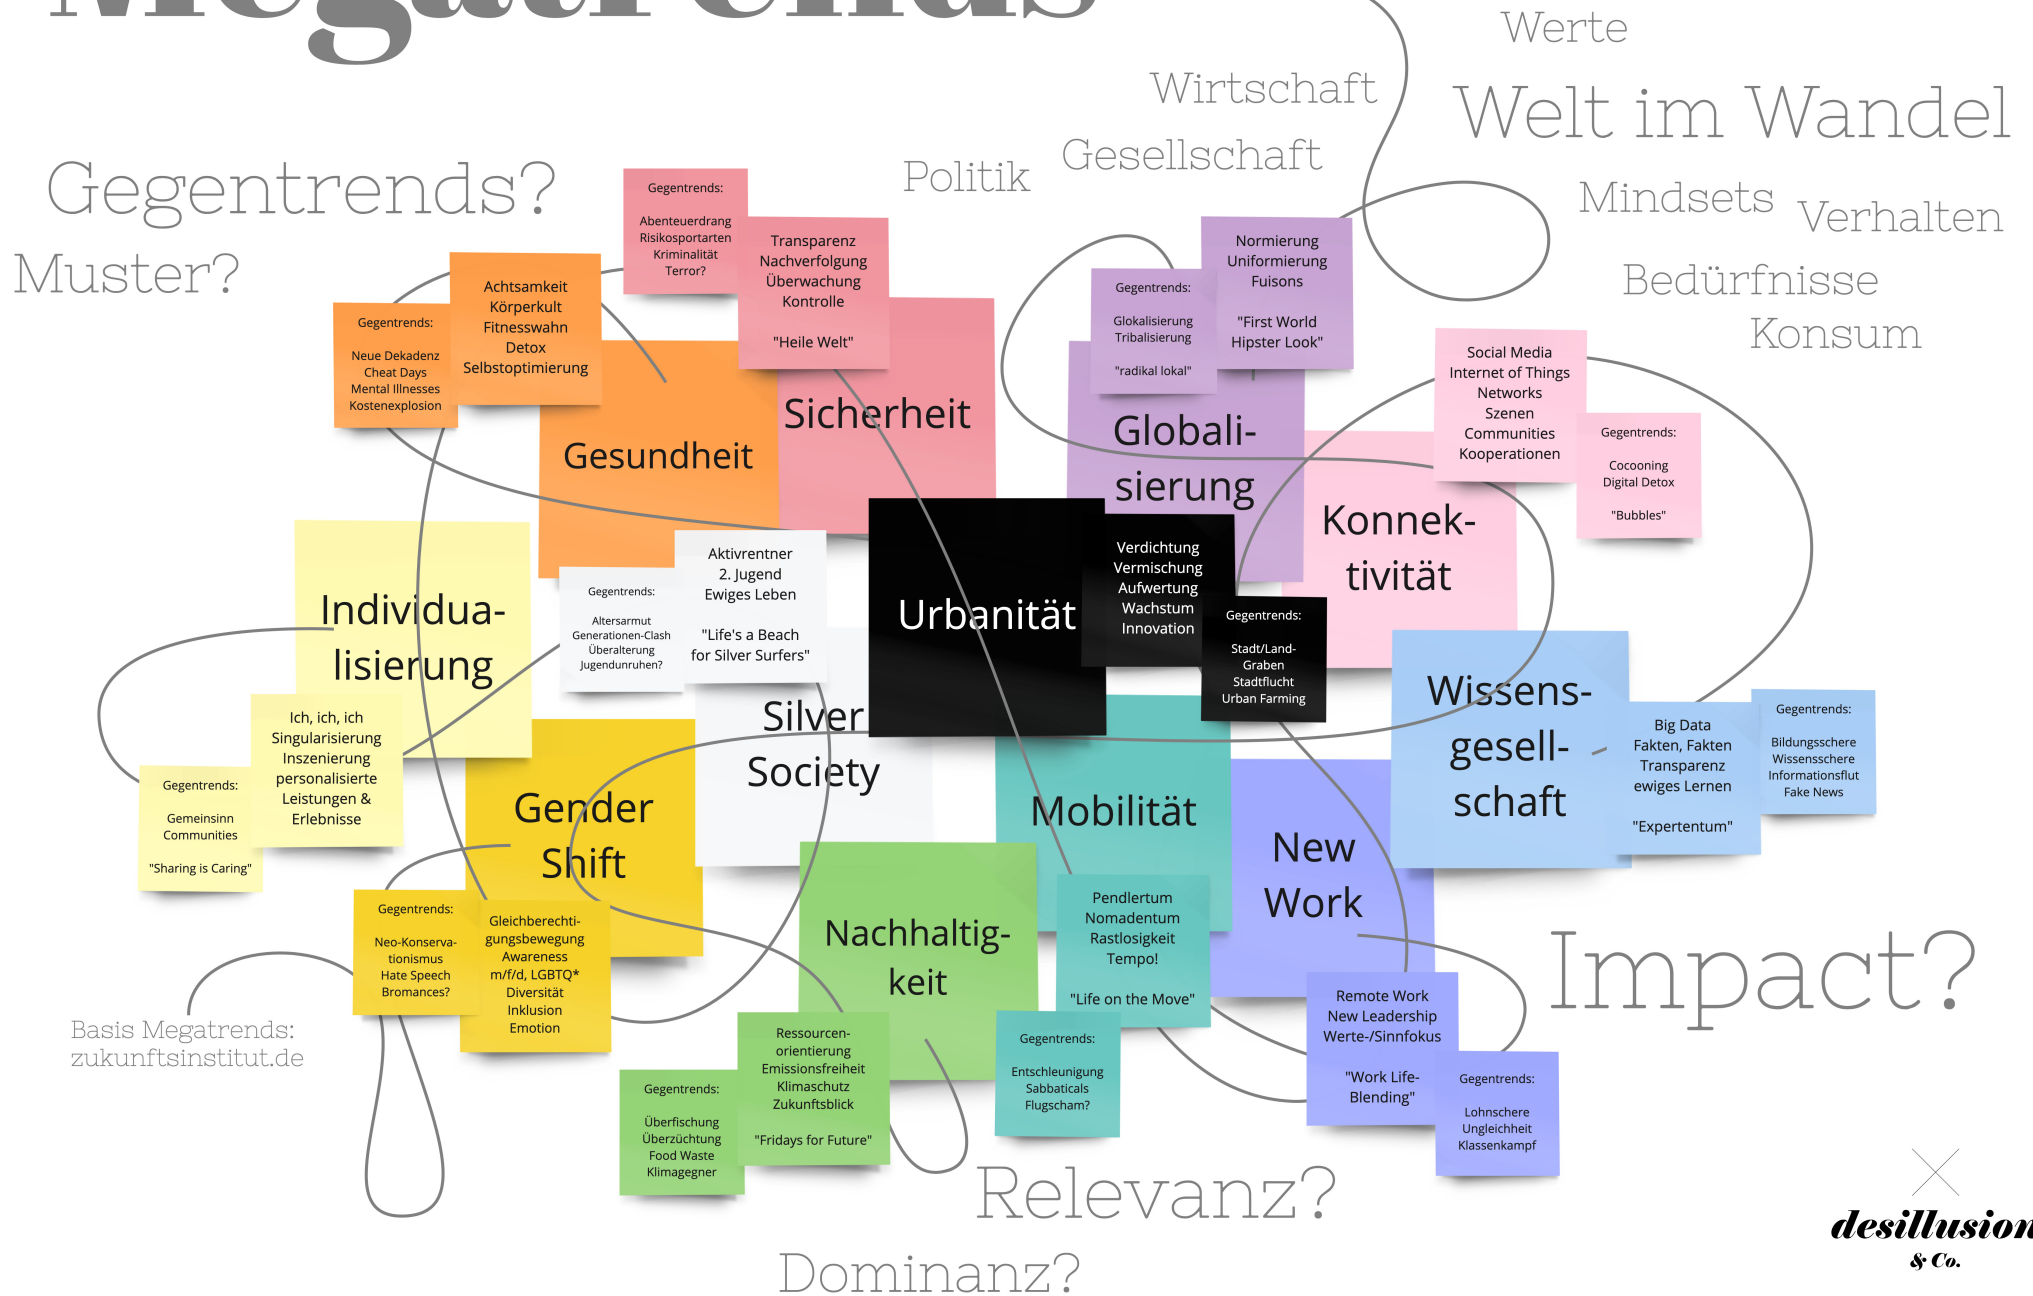 Megatrends
Werte
Wirtschaft
Welt im Wandel
Gesellschaft
Politik
Gegentrends?
Mindsets
Verhalten
Muster?
Bedürfnisse
Konsum
Gegentrends:
Abenteuerdrang
Risikosportarten
Kriminalität
Terror?
Transparenz
Nachverfolgung
Überwachung
Kontrolle
"Heile Welt"
Sicherheit
Achtsamkeit
Körperkult
Fitnesswahn
Detox
Selbstoptimierung
Gegentrends:
Neue Dekadenz
Cheat Days
Mental Illnesses
Kostenexplosion
Gesundheit
Normierung
Uniformierung
Fuisons
"First World
Hipster Look"
Gegentrends:
Glokalisierung
Tribalisierung
"radikal lokal"
Globali-
sierung
Social Media
Internet of Things
Networks
Szenen
Communities
Kooperationen
Gegentrends:
Cocooning
Digital Detox
"Bubbles"
Konnek-
tivität
Individua-
lisierung
Ich, ich, ich
Singularisierung
Inszenierung
personalisierte
Leistungen &
Erlebnisse
Gegentrends:
Gemeinsinn
Communities
"Sharing is Caring"
Aktivrentner
2. Jugend
Ewiges Leben
"Life's a Beach
for Silver Surfers"
Gegentrends:
Altersarmut
Generationen-Clash
Überalterung
Jugendunruhen?
Silver
Society
Urbanität
Verdichtung
Vermischung
Aufwertung
Wachstum
Innovation
Gegentrends:
Stadt/Land-
Graben
Stadtflucht
Urban Farming
Wissens-
gesell-
schaft
Big Data
Fakten, Fakten
Transparenz
ewiges Lernen
"Expertentum"
Gegentrends:
Bildungsschere
Wissensschere
Informationsflut
Fake News
Gender
Shift
Gegentrends:
Neo-Konserva-
tionismus
Hate Speech
Bromances?
Gleichberechti-
gungsbewegung
Awareness
m/f/d, LGBTQ*
Diversität
Inklusion
Emotion
Nachhaltig-
keit
Ressourcen-
orientierung
Emissionsfreiheit
Klimaschutz
Zukunftsblick
"Fridays for Future"
Gegentrends:
Überfischung
Überzüchtung
Food Waste
Klimagegner
Mobilität
Pendlertum
Nomadentum
Rastlosigkeit
Tempo!
"Life on the Move"
Gegentrends:
Entschleunigung
Sabbaticals
Flugscham?
New
Work
Remote Work
New Leadership
Werte-/Sinnfokus
"Work Life-
Blending"
Gegentrends:
Lohnschere
Ungleichheit
Klassenkampf
Impact?
Basis Megatrends:
zukunftsinstitut.de
Relevanz?
Dominanz?
desillusion
& Co.